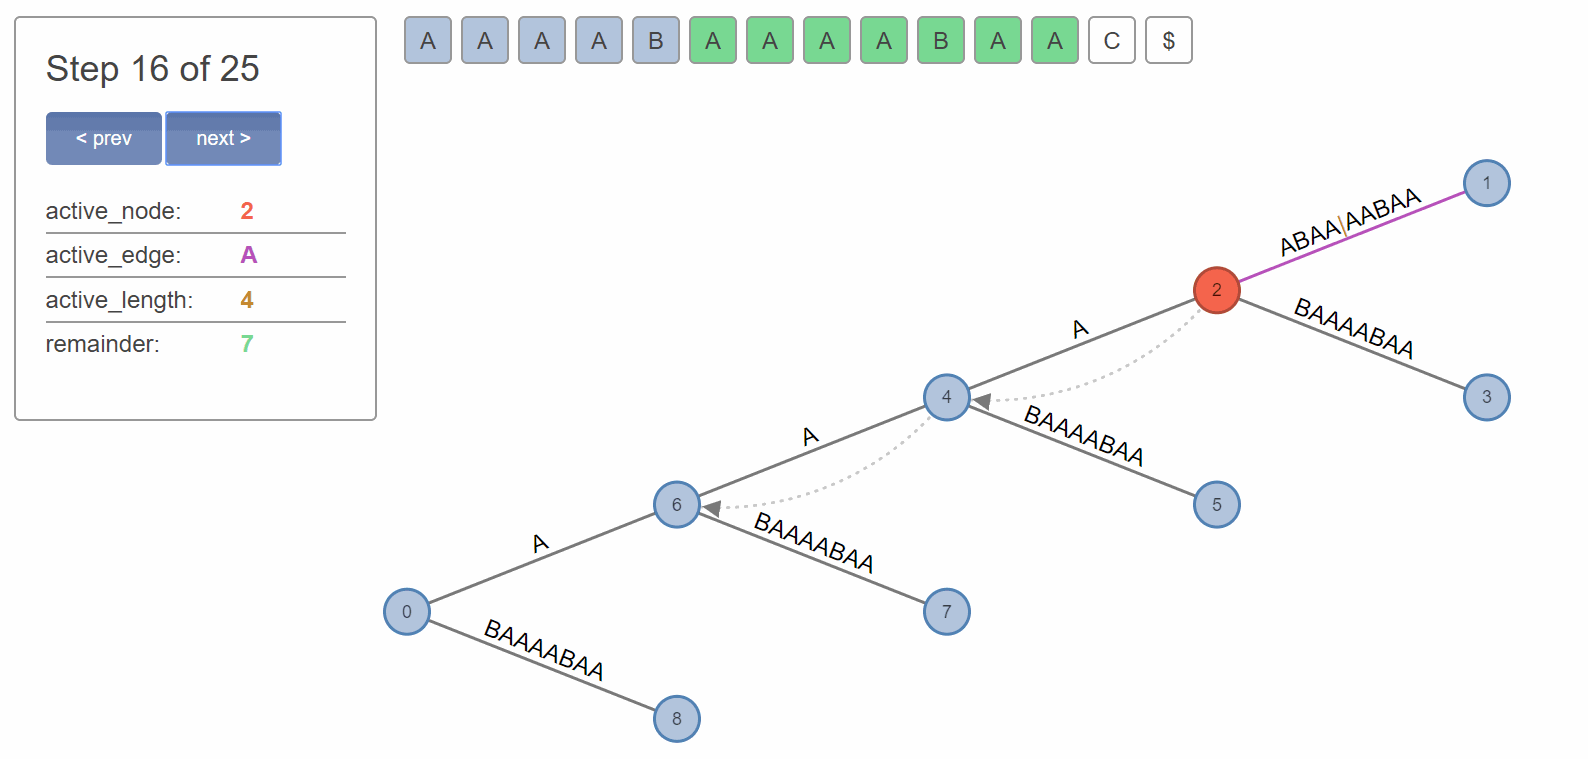 Step 16 of 25
< prev next >
active_node: 2
active_edge: A
active_length: 4
remainder: 7
A A A A B A A A A B A A C $
1
ABAA|AABAA
2
A
BAAAABAA
4
3
A
BAAAABAA
6
5
A
BAAAABAA
0
7
BAAAABAA
8